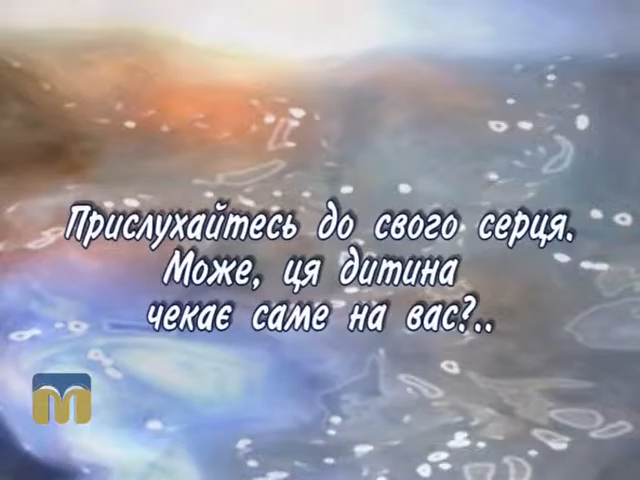 Прислухайтесь до свого серця.
Може, ця дитина
чекає саме на вас?..
М